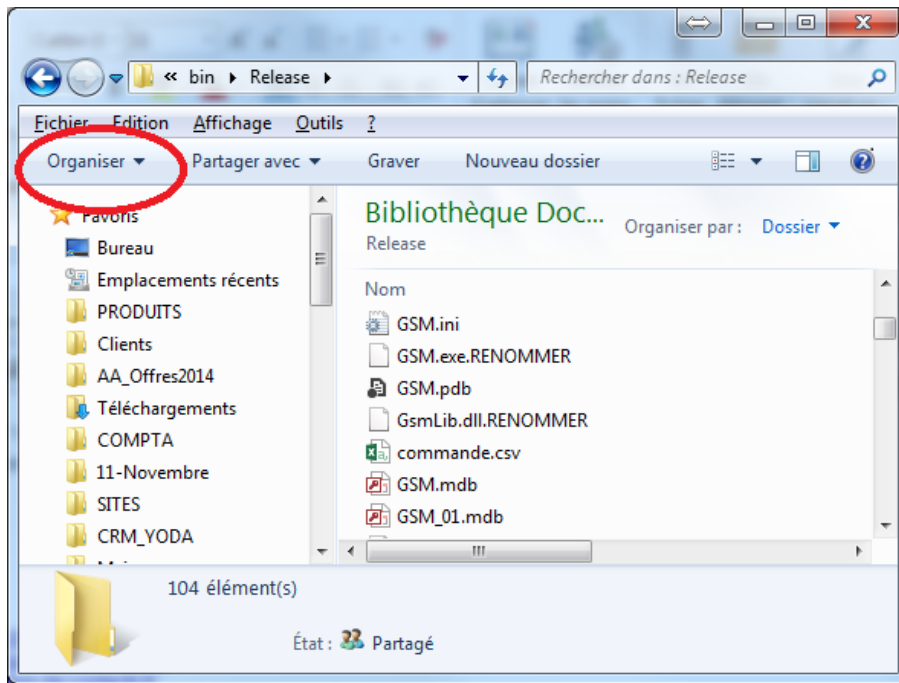 « bin Release
Rechercher dans : Release
Fichier Edition Affichage Outils ?
Organiser Partager avec Graver Nouveau dossier
Favoris
Bureau
Emplacements récents
PRODUITS
Clients
AA_Offres2014
Téléchargements
COMPTA
11-Novembre
SITES
CRM_YODA
Bibliothèque Doc...
Release
Organiser par : Dossier
Nom
GSM.ini
GSM.exe.RENOMMER
GSM.pdb
GsmLib.dll.RENOMMER
commande.csv
GSM.mdb
GSM_01.mdb
104 élément(s)
État : Partagé